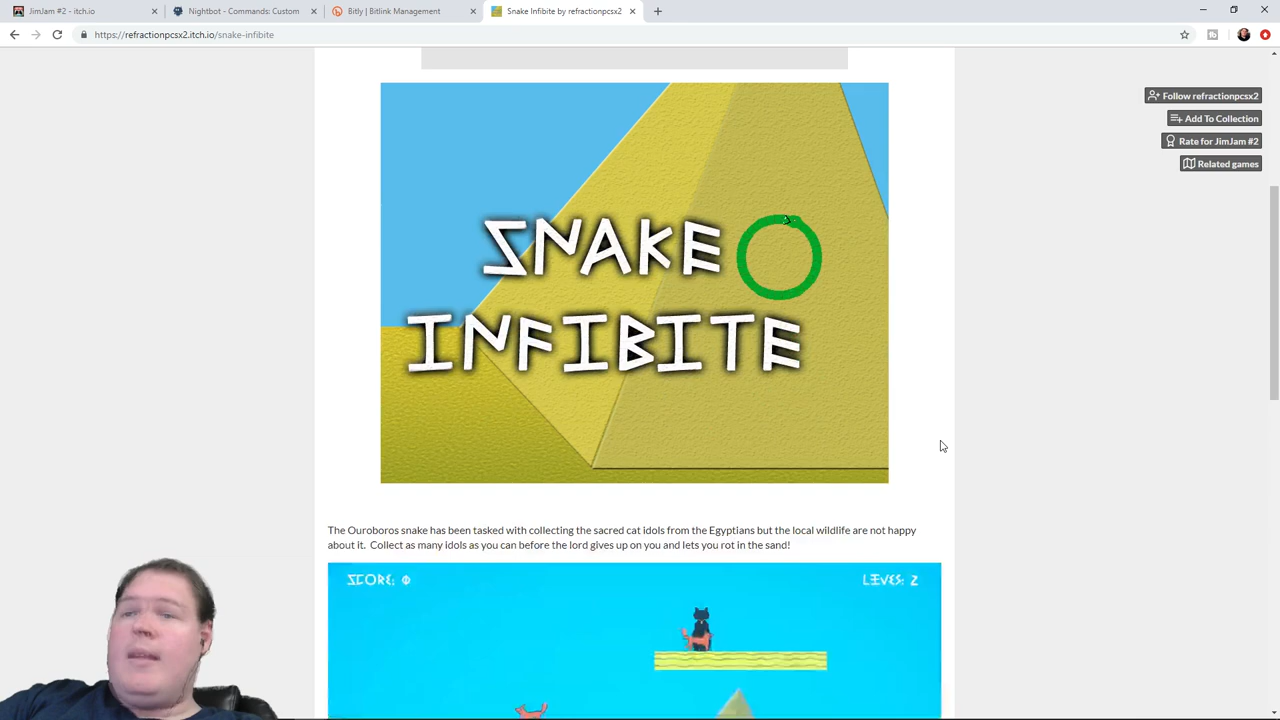 JimJam #2 - itch.io
Nightbot - Commands: Custom
Bitly | Bitlink Management
Snake Infibite by refractionpcsx2
https://refractionpcsx2.itch.io/snake-infibite
Follow refractionpcsx2
Add To Collection
Rate for JimJam #2
Related games
SNAKE
INFIBITE
The Ouroboros snake has been tasked with collecting the sacred cat idols from the Egyptians but the local wildlife are not happy
about it. Collect as many idols as you can before the lord gives up on you and lets you rot in the sand!
SCORE: 0
LIVES: 2